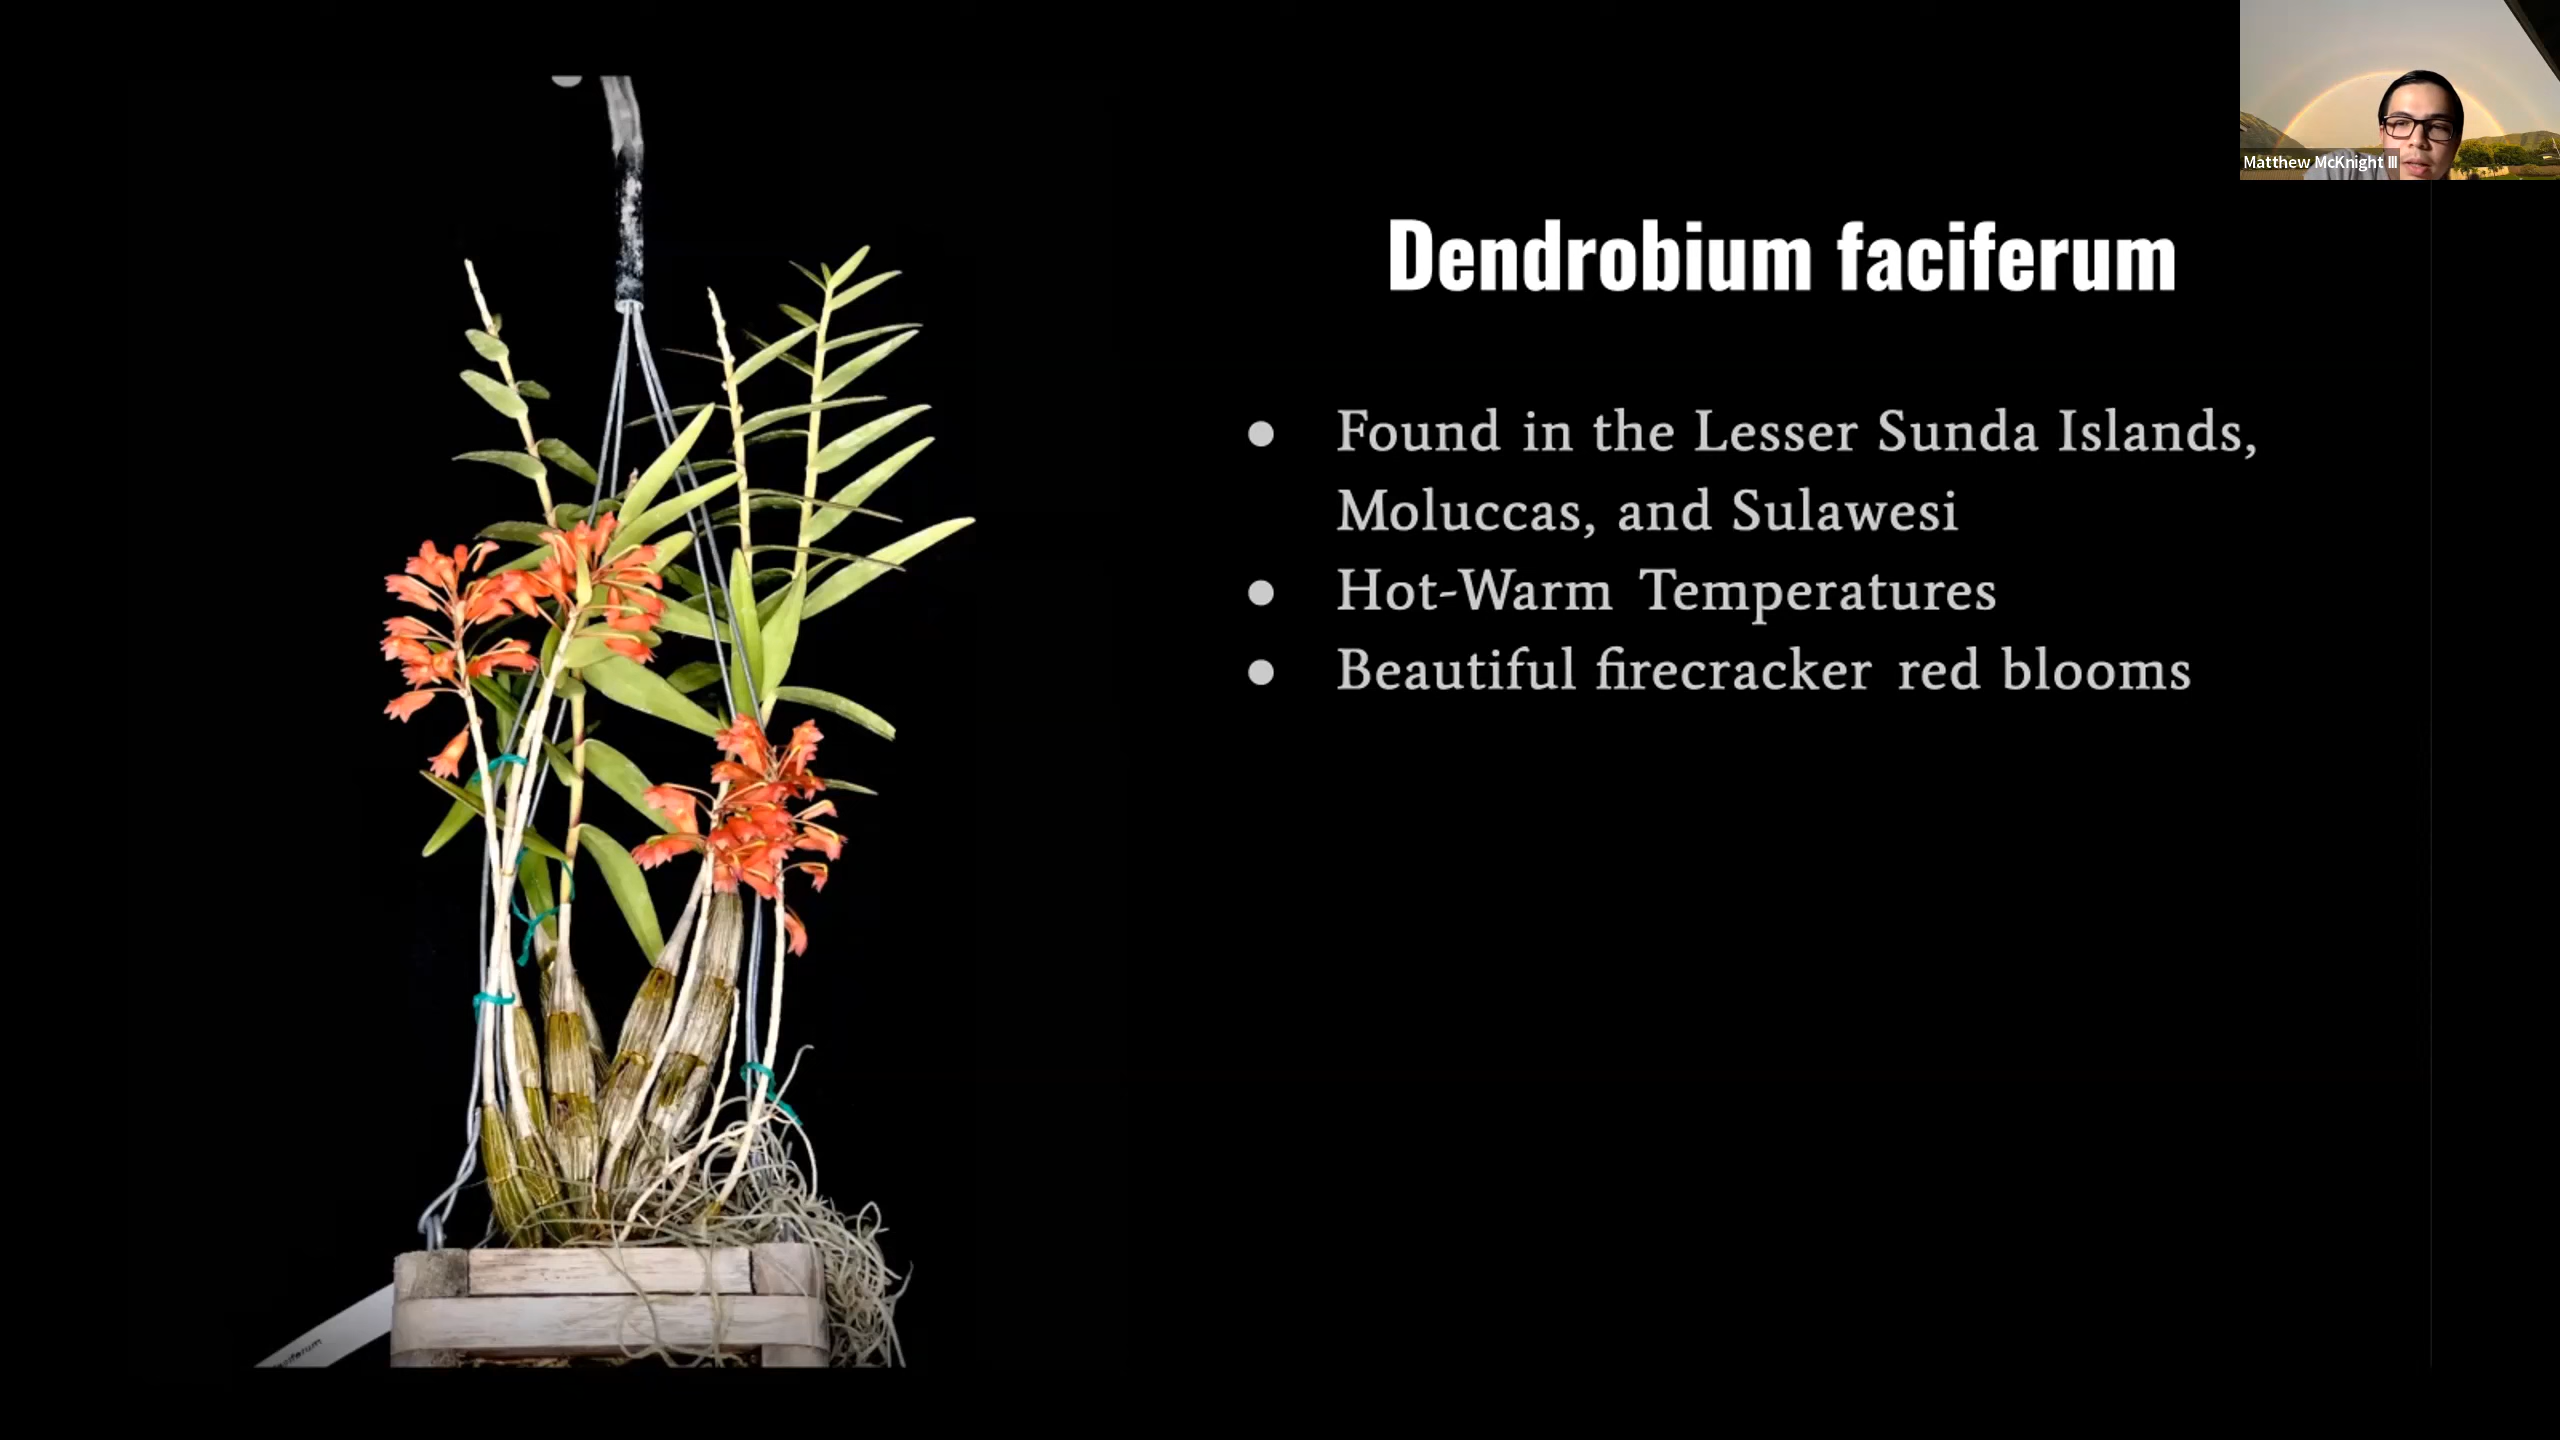 Matthew McKnight III
Dendrobium faciferum
● Found in the Lesser Sunda Islands,
Moluccas, and Sulawesi
● Hot-Warm Temperatures
● Beautiful firecracker red blooms